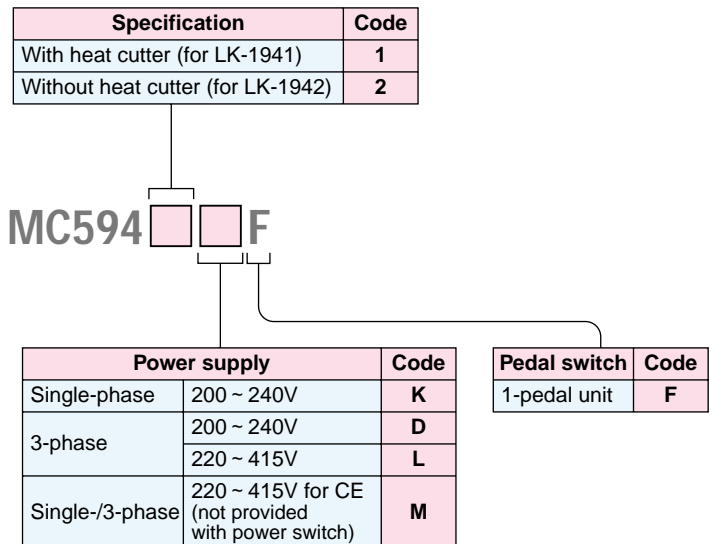 Specification Code
With heat cutter (for LK-1941) 1
Without heat cutter (for LK-1942) 2
MC594 F
Power supply Code
Single-phase 200 ~ 240V K
3-phase 200 ~ 240V D
220 ~ 415V L
Single-/3-phase 220 ~ 415V for CE
(not provided
with power switch) M
Pedal switch Code
1-pedal unit F